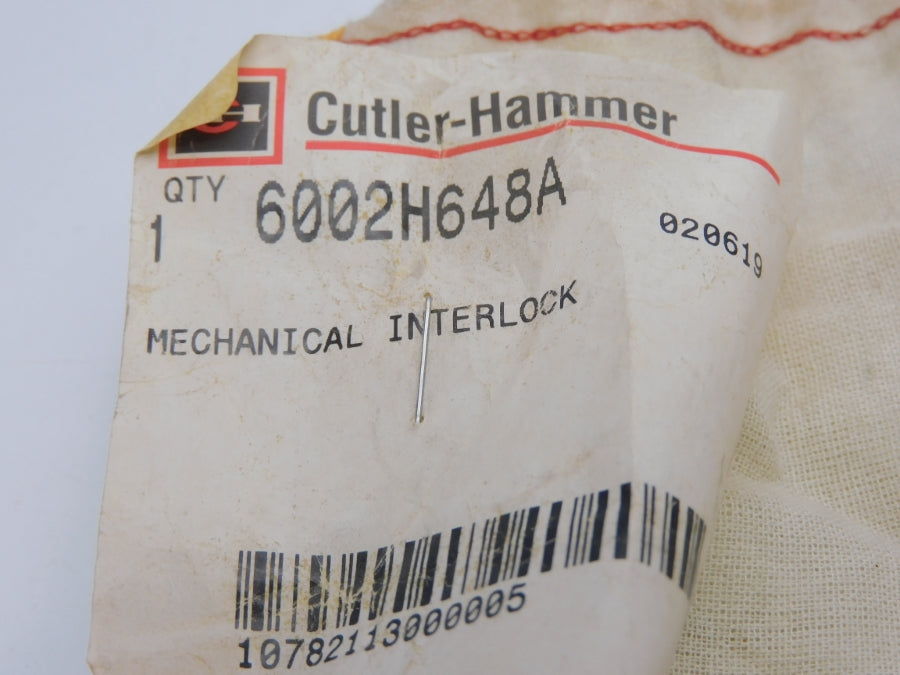 Cutler-Hammer
QTY
1
6002H648A
020619
MECHANICAL INTERLOCK
10782113000005